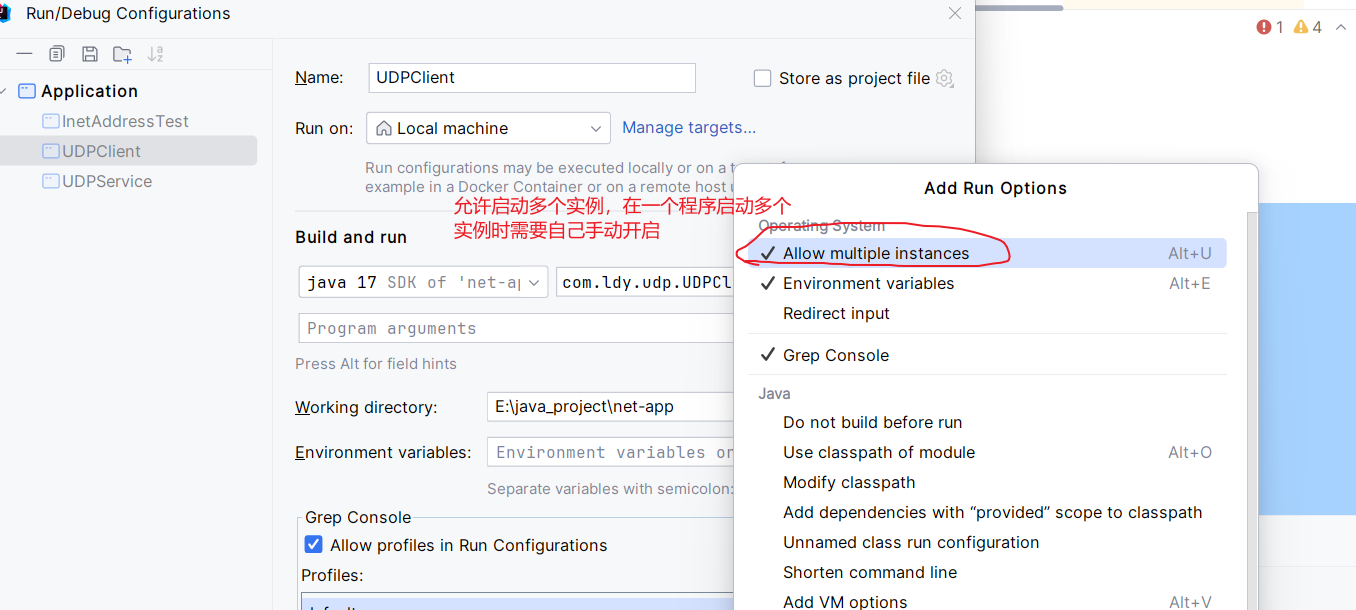 Run/Debug Configurations
1 4
Application
InetAddressTest
UDPClient
UDPService
Name: UDPClient Store as project file
Run on: Local machine Manage targets...
Run configurations may be executed locally or on a
example in a Docker Container or on a remote host
允许启动多个实例，在一个程序启动多个
实例时需要自己手动开启
Build and run
java 17 SDK of 'net-ap com.ldy.udp.UDPCl
Program arguments
Press Alt for field hints
Working directory: E:\java_project\net-app
Environment variables: Environment variables or
Separate variables with semicolon:
Grep Console
Allow profiles in Run Configurations
Profiles:
Add Run Options
Operating System
Allow multiple instances Alt+U
Environment variables Alt+E
Redirect input
Grep Console
Java
Do not build before run
Use classpath of module Alt+O
Modify classpath
Add dependencies with “provided” scope to classpath
Unnamed class run configuration
Shorten command line
Add VM options Alt+V